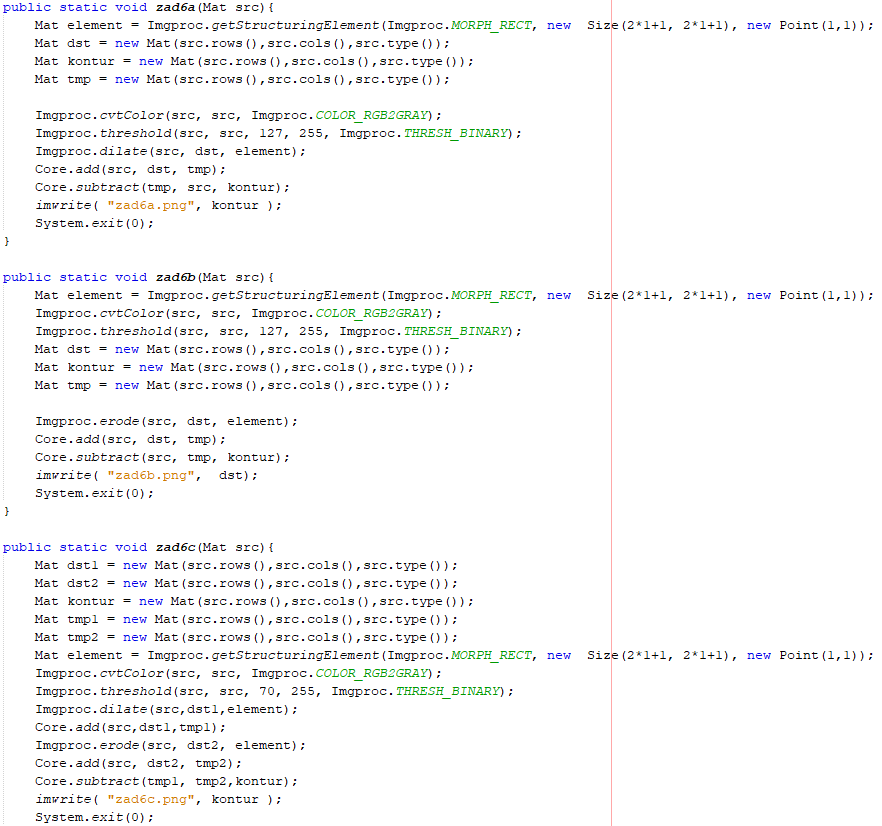 public static void zad6a(Mat src){
    Mat element = Imgproc.getStructuringElement(Imgproc.MORPH_RECT, new  Size(2*1+1, 2*1+1), new Point(1,1));
    Mat dst = new Mat(src.rows(),src.cols(),src.type());
    Mat kontur = new Mat(src.rows(),src.cols(),src.type());
    Mat tmp = new Mat(src.rows(),src.cols(),src.type());

    Imgproc.cvtColor(src, src, Imgproc.COLOR_RGB2GRAY);
    Imgproc.threshold(src, src, 127, 255, Imgproc.THRESH_BINARY);
    Imgproc.dilate(src, dst, element);
    Core.add(src, dst, tmp);
    Core.subtract(tmp, src, kontur);
    imwrite( "zad6a.png", kontur );
    System.exit(0);
}

public static void zad6b(Mat src){
    Mat element = Imgproc.getStructuringElement(Imgproc.MORPH_RECT, new  Size(2*1+1, 2*1+1), new Point(1,1));
    Imgproc.cvtColor(src, src, Imgproc.COLOR_RGB2GRAY);
    Imgproc.threshold(src, src, 127, 255, Imgproc.THRESH_BINARY);
    Mat dst = new Mat(src.rows(),src.cols(),src.type());
    Mat kontur = new Mat(src.rows(),src.cols(),src.type());
    Mat tmp = new Mat(src.rows(),src.cols(),src.type());

    Imgproc.erode(src, dst, element);
    Core.add(src, dst, tmp);
    Core.subtract(src, tmp, kontur);
    imwrite( "zad6b.png",  dst);
    System.exit(0);
}

public static void zad6c(Mat src){
    Mat dst1 = new Mat(src.rows(),src.cols(),src.type());
    Mat dst2 = new Mat(src.rows(),src.cols(),src.type());
    Mat kontur = new Mat(src.rows(),src.cols(),src.type());
    Mat tmp1 = new Mat(src.rows(),src.cols(),src.type());
    Mat tmp2 = new Mat(src.rows(),src.cols(),src.type());
    Mat element = Imgproc.getStructuringElement(Imgproc.MORPH_RECT, new  Size(2*1+1, 2*1+1), new Point(1,1));
    Imgproc.cvtColor(src, src, Imgproc.COLOR_RGB2GRAY);
    Imgproc.threshold(src, src, 70, 255, Imgproc.THRESH_BINARY);
    Imgproc.dilate(src,dst1,element);
    Core.add(src,dst1,tmp1);
    Imgproc.erode(src, dst2, element);
    Core.add(src, dst2, tmp2);
    Core.subtract(tmp1, tmp2,kontur);
    imwrite( "zad6c.png", kontur );
    System.exit(0);